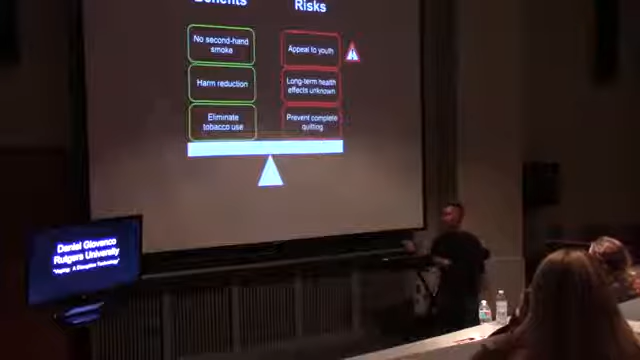 Benefits
Risks
No second-hand
smoke
Appeal to youth
Harm reduction
Long-term health
effects unknown
Eliminate
tobacco use
Prevent complete
quitting
Daniel Giovenco
Rutgers University
"Vaping: A Disruptive Technology"